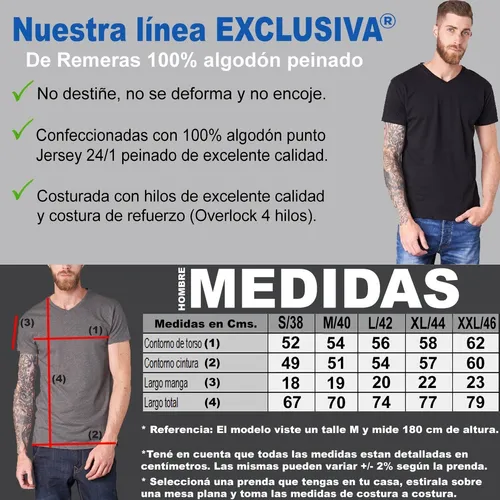 Nuestra línea EXCLUSIVA®
De Remeras 100% algodón peinado
No destiñe, no se deforma y no encoje.
Confeccionadas con 100% algodón punto
Jersey 24/1 peinado de excelente calidad.
Costurada con hilos de excelente calidad
y costura de refuerzo (Overlock 4 hilos).
HOMBRE MEDIDAS
Medidas en Cms. S/38 M/40 L/42 XL/44 XXL/46
Contorno de torso (1) 52 54 56 58 62
Contorno cintura (2) 49 51 54 57 60
Largo manga (3) 18 19 20 22 23
Largo total (4) 67 70 74 77 79
(3)
(1)
(4)
(2)
* Referencia: El modelo viste un talle M y mide 180 cm de altura.
*Tené en cuenta que todas las medidas estan detalladas en
centímetros. Las mismas pueden variar +/- 2% según la prenda.
* Seleccioná una prenda que tengas en tu casa, estirala sobre
una mesa plana y toma las medidas de costura a costura.